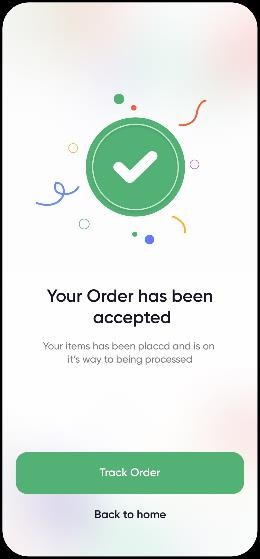 Your Order has been
accepted
Your items has been placcd and is on
it's way to being processed
Track Order
Back to home